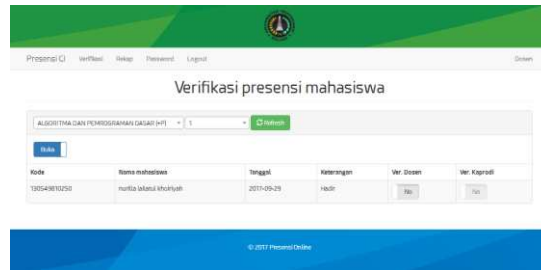 Presensi CI Verifikasi Rekap Password Logout Dosen
Verifikasi presensi mahasiswa
ALGORITMA DAN PEMROGRAMAN DASAR (+P) 1 Refresh
Buka
Kode Nama mahasiswa Tanggal Keterangan Ver. Dosen Ver. Kaprodi
130549810250 nurlita lailatul khoiriyah 2017-09-29 Hadir No No
© 2017 Presensi Online